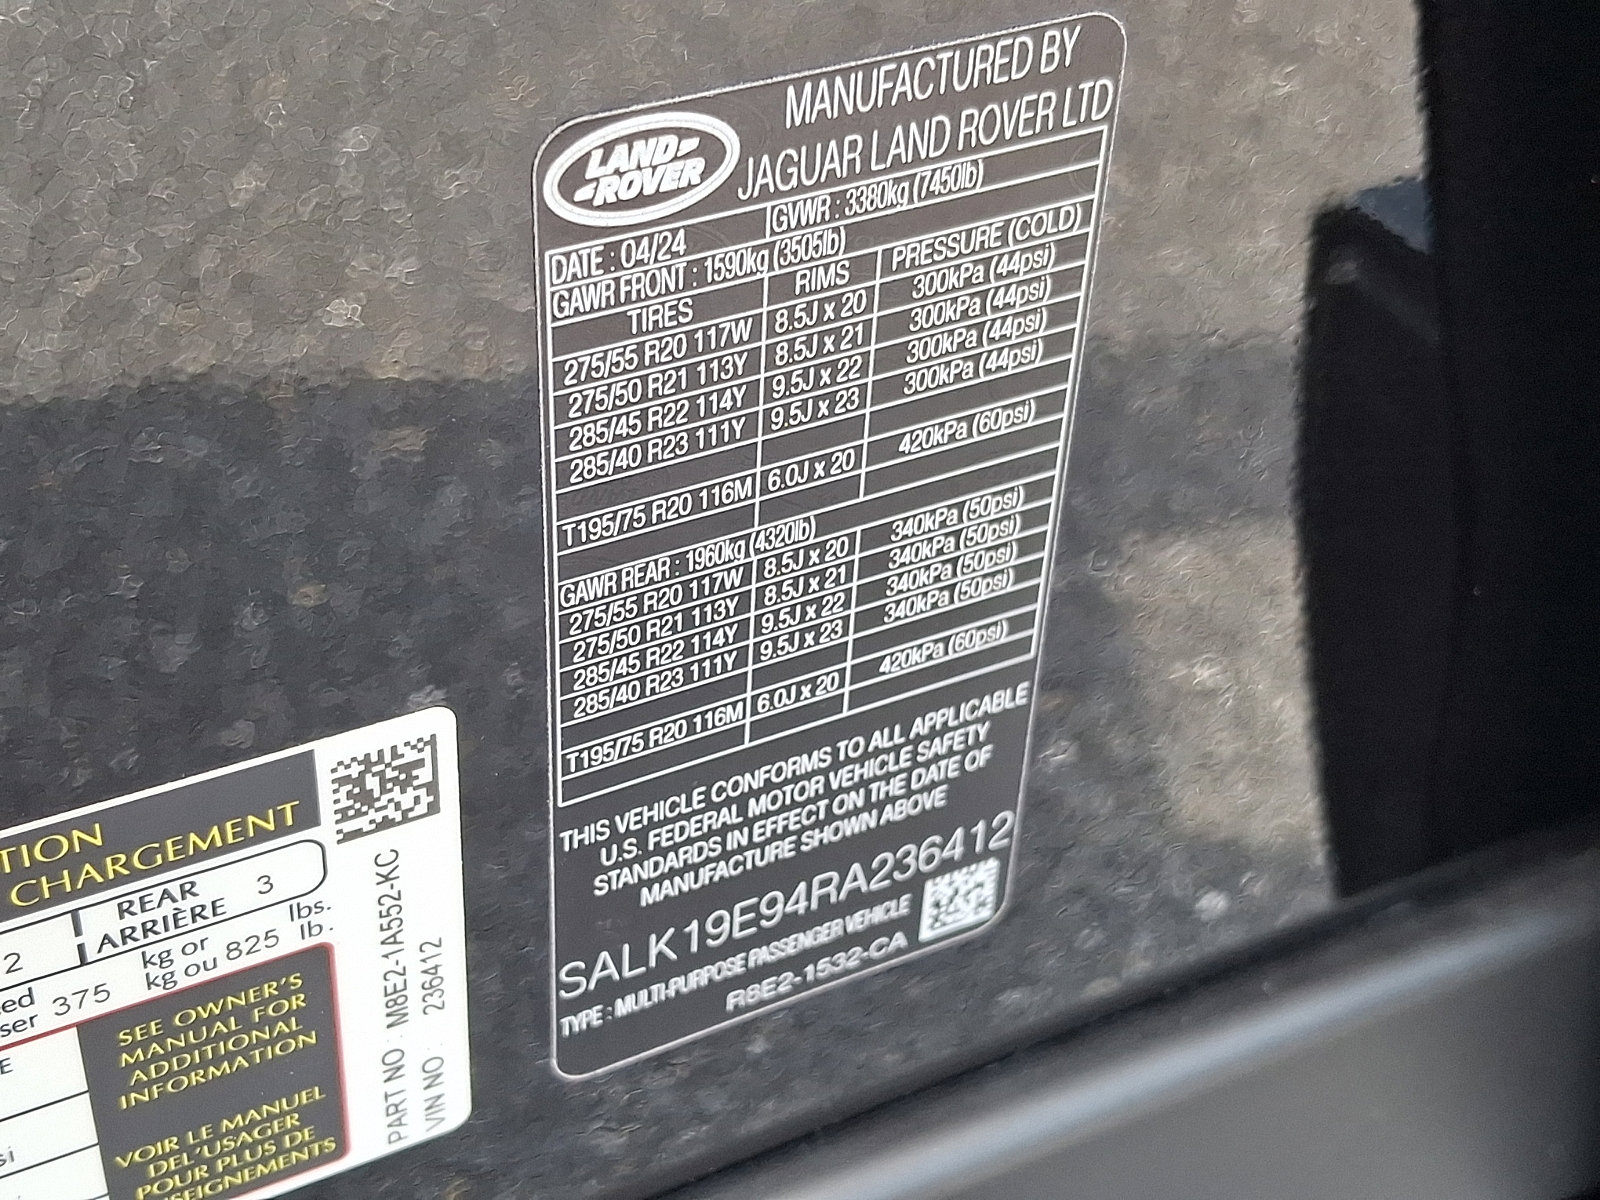 LAND
ROVER
MANUFACTURED BY
JAGUAR LAND ROVER LTD
DATE : 04/24
GVWR : 3380kg (7450lb)
GAWR FRONT : 1590kg (3505lb)
TIRES RIMS PRESSURE (COLD)
275/55 R20 117W 8.5J x 20 300kPa (44psi)
275/50 R21 113Y 8.5J x 21 300kPa (44psi)
285/45 R22 114Y 9.5J x 22 300kPa (44psi)
285/40 R23 111Y 9.5J x 23 300kPa (44psi)
T195/75 R20 116M 6.0J x 20 420kPa (60psi)
GAWR REAR : 1960kg (4320lb)
275/55 R20 117W 8.5J x 20 340kPa (50psi)
275/50 R21 113Y 8.5J x 21 340kPa (50psi)
285/45 R22 114Y 9.5J x 22 340kPa (50psi)
285/40 R23 111Y 9.5J x 23 340kPa (50psi)
T195/75 R20 116M 6.0J x 20 420kPa (60psi)
THIS VEHICLE CONFORMS TO ALL APPLICABLE
U.S. FEDERAL MOTOR VEHICLE SAFETY
STANDARDS IN EFFECT ON THE DATE OF
MANUFACTURE SHOWN ABOVE
SALK19E94RA236412
TYPE : MULTI-PURPOSE PASSENGER VEHICLE
R8E2-1532-CA
TION
CHARGEMENT
2 REAR 3
ARRIÈRE
ed 375 kg or 825 lbs.
ser kg ou lb.
E
si
SEE OWNER'S
MANUAL FOR
ADDITIONAL
INFORMATION
VOIR LE MANUEL
DEL'USAGER
POUR PLUS DE
NSEIGNEMENTS
PART NO : M8E2-1A552-KC
VIN NO : 236412